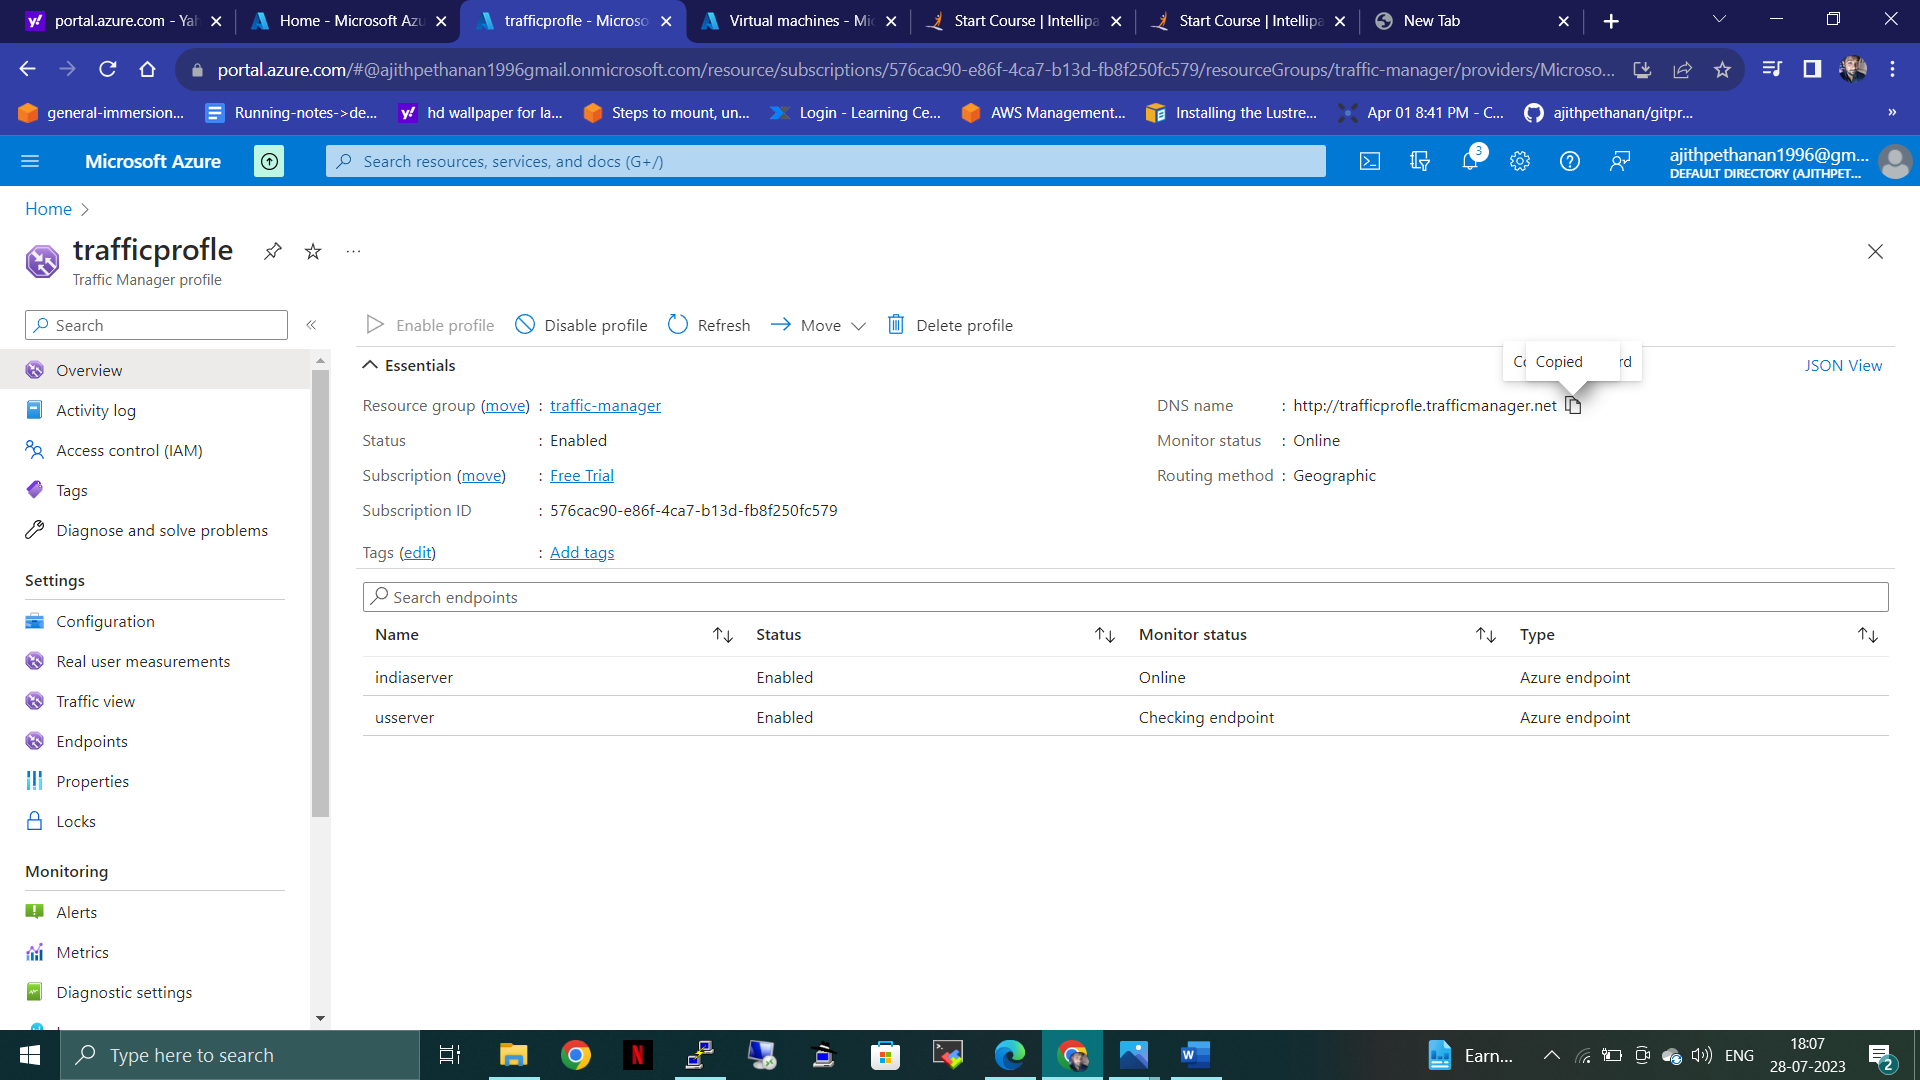 portal.azure.com - Yah
Home - Microsoft Azu
trafficprofle - Microso
Virtual machines - Mic
Start Course | Intellipa
Start Course | Intellipa
New Tab
portal.azure.com/#@ajithpethanan1996gmail.onmicrosoft.com/resource/subscriptions/576cac90-e86f-4ca7-b13d-fb8f250fc579/resourceGroups/traffic-manager/providers/Microso...
general-immersion...
Running-notes->de...
hd wallpaper for la...
Steps to mount, un...
Login - Learning Ce...
AWS Management...
Installing the Lustre...
Apr 01 8:41 PM - C...
ajithpethanan/gitpr...
»
Microsoft Azure
Search resources, services, and docs (G+/)
3
ajithpethanan1996@gm...
DEFAULT DIRECTORY (AJITHPET...
Home >
trafficprofle
Traffic Manager profile
Search
«
Enable profile
Disable profile
Refresh
Move
Delete profile
Overview
Activity log
Access control (IAM)
Tags
Diagnose and solve problems
Settings
Configuration
Real user measurements
Traffic view
Endpoints
Properties
Locks
Monitoring
Alerts
Metrics
Diagnostic settings
Essentials
Copied
rd
JSON View
Resource group (move) : traffic-manager
Status : Enabled
Subscription (move) : Free Trial
Subscription ID : 576cac90-e86f-4ca7-b13d-fb8f250fc579
Tags (edit) : Add tags
DNS name : http://trafficprofle.trafficmanager.net
Monitor status : Online
Routing method : Geographic
Search endpoints
Name Status Monitor status Type
indiaserver Enabled Online Azure endpoint
usserver Enabled Checking endpoint Azure endpoint
Type here to search
Earn...
ENG
18:07
28-07-2023
2